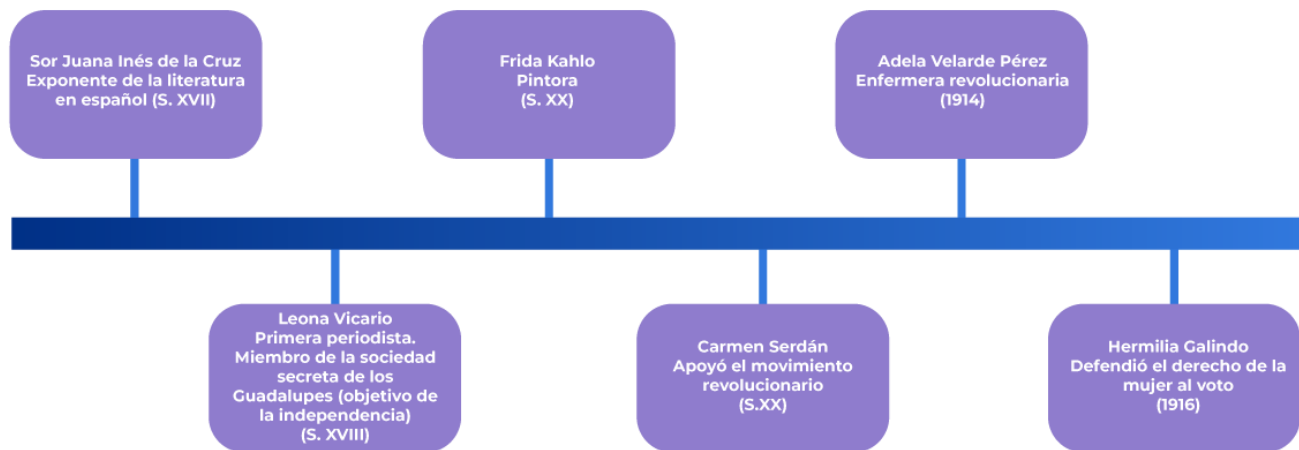 Sor Juana Inés de la Cruz
Exponente de la literatura
en español (S. XVII)
Frida Kahlo
Pintora
(S. XX)
Adela Velarde Pérez
Enfermera revolucionaria
(1914)
Leona Vicario
Primera periodista.
Miembro de la sociedad
secreta de los
Guadalupes (objetivo de
la independencia)
(S. XVIII)
Carmen Serdán
Apoyó el movimiento
revolucionario
(S.XX)
Hermilia Galindo
Defendió el derecho de la
mujer al voto
(1916)